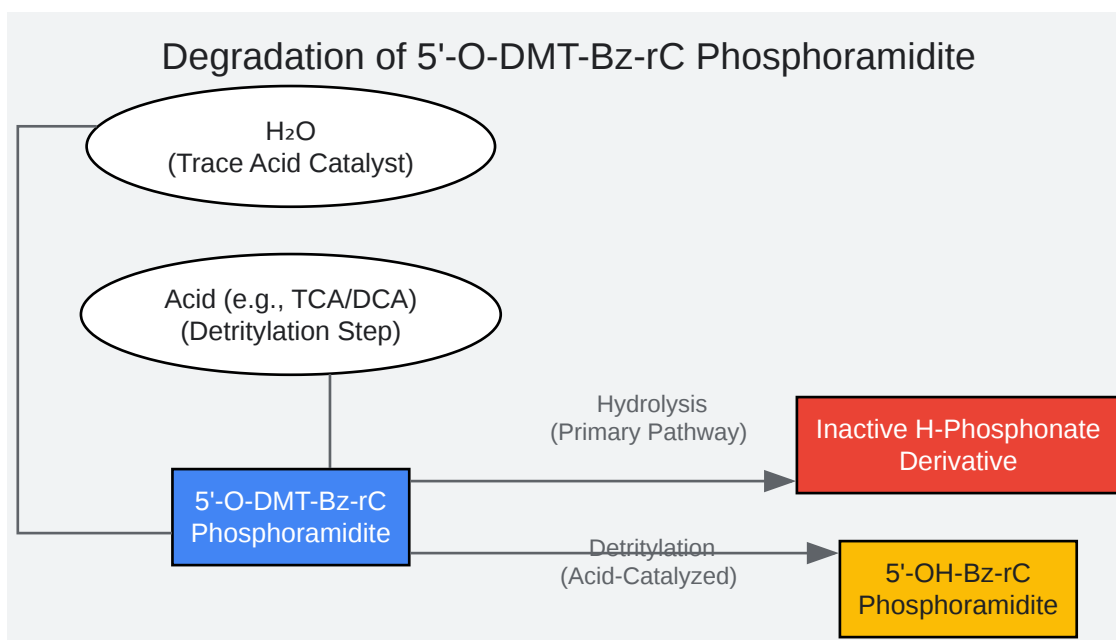 Degradation of 5'-O-DMT-Bz-rC Phosphoramidite
H₂O
(Trace Acid Catalyst)
Acid (e.g., TCA/DCA)
(Detritylation Step)
Hydrolysis
(Primary Pathway)
Inactive H-Phosphonate
Derivative
5'-O-DMT-Bz-rC
Phosphoramidite
Detritylation
(Acid-Catalyzed)
5'-OH-Bz-rC
Phosphoramidite